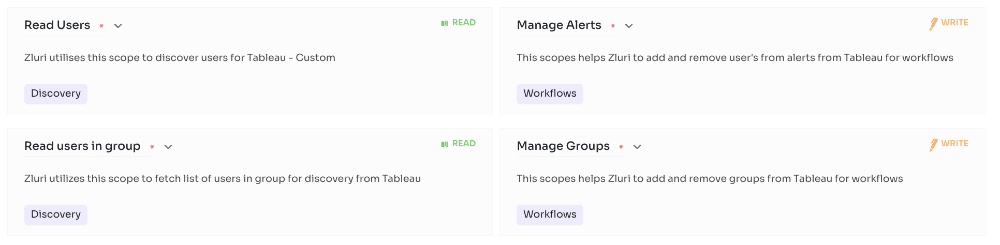 Read Users *
READ
Zluri utilises this scope to discover users for Tableau - Custom
Discovery
Manage Alerts *
WRITE
This scopes helps Zluri to add and remove user's from alerts from Tableau for workflows
Workflows
Read users in group *
READ
Zluri utilizes this scope to fetch list of users in group for discovery from Tableau
Discovery
Manage Groups *
WRITE
This scopes helps Zluri to add and remove groups from Tableau for workflows
Workflows